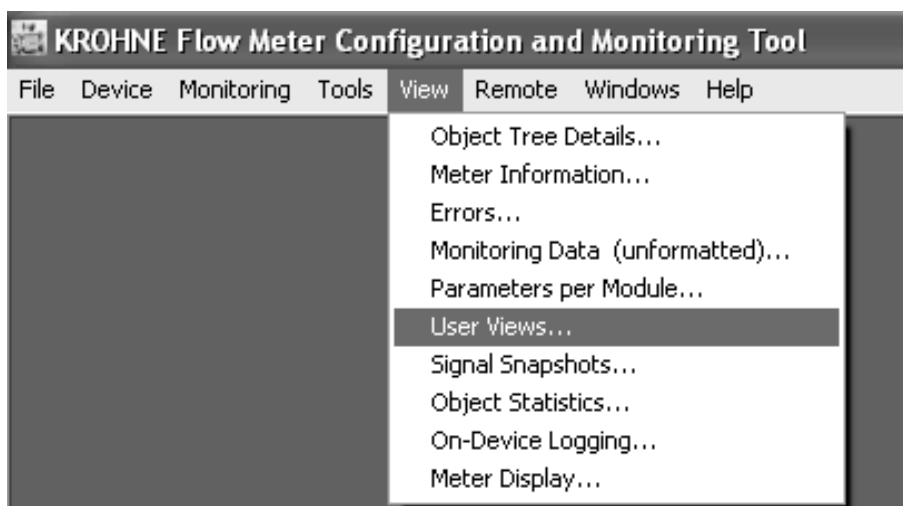 KROHNE Flow Meter Configuration and Monitoring Tool
File Device Monitoring Tools View Remote Windows Help
Object Tree Details...
Meter Information...
Errors...
Monitoring Data (unformatted)...
Parameters per Module...
User Views...
Signal Snapshots...
Object Statistics...
On-Device Logging...
Meter Display...